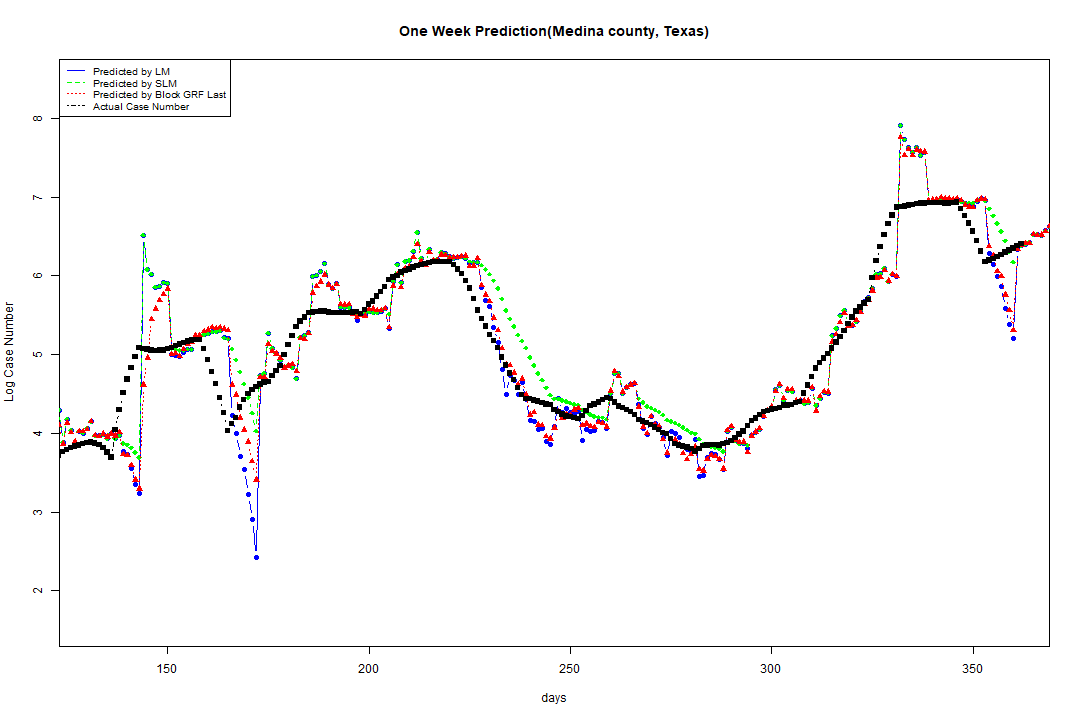 One Week Prediction(Medina county, Texas)
Predicted by LM
Predicted by SLM
Predicted by Block GRF Last
Actual Case Number
Log Case Number
8
7
6
5
4
3
2
150 200 250 300 350
days